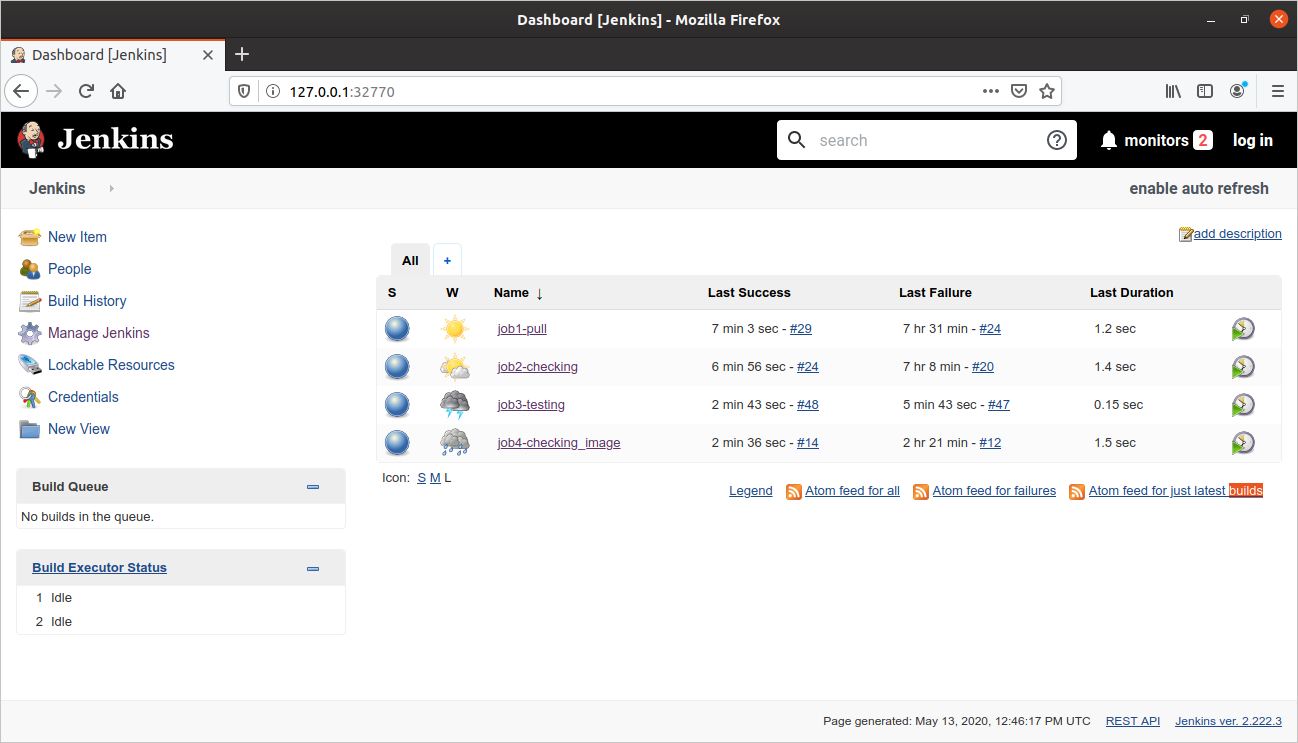 Dashboard [Jenkins] - Mozilla Firefox
Dashboard [Jenkins]
127.0.0.1:32770
Jenkins
search
monitors 2
log in
Jenkins
enable auto refresh
New Item
People
Build History
Manage Jenkins
Lockable Resources
Credentials
New View
Build Queue
No builds in the queue.
Build Executor Status
1 Idle
2 Idle
add description
All +
S W Name ↓ Last Success Last Failure Last Duration
job1-pull 7 min 3 sec - #29 7 hr 31 min - #24 1.2 sec
job2-checking 6 min 56 sec - #24 7 hr 8 min - #20 1.4 sec
job3-testing 2 min 43 sec - #48 5 min 43 sec - #47 0.15 sec
job4-checking_image 2 min 36 sec - #14 2 hr 21 min - #12 1.5 sec
Icon: S M L
Legend Atom feed for all Atom feed for failures Atom feed for just latest builds
Page generated: May 13, 2020, 12:46:17 PM UTC REST API Jenkins ver. 2.222.3